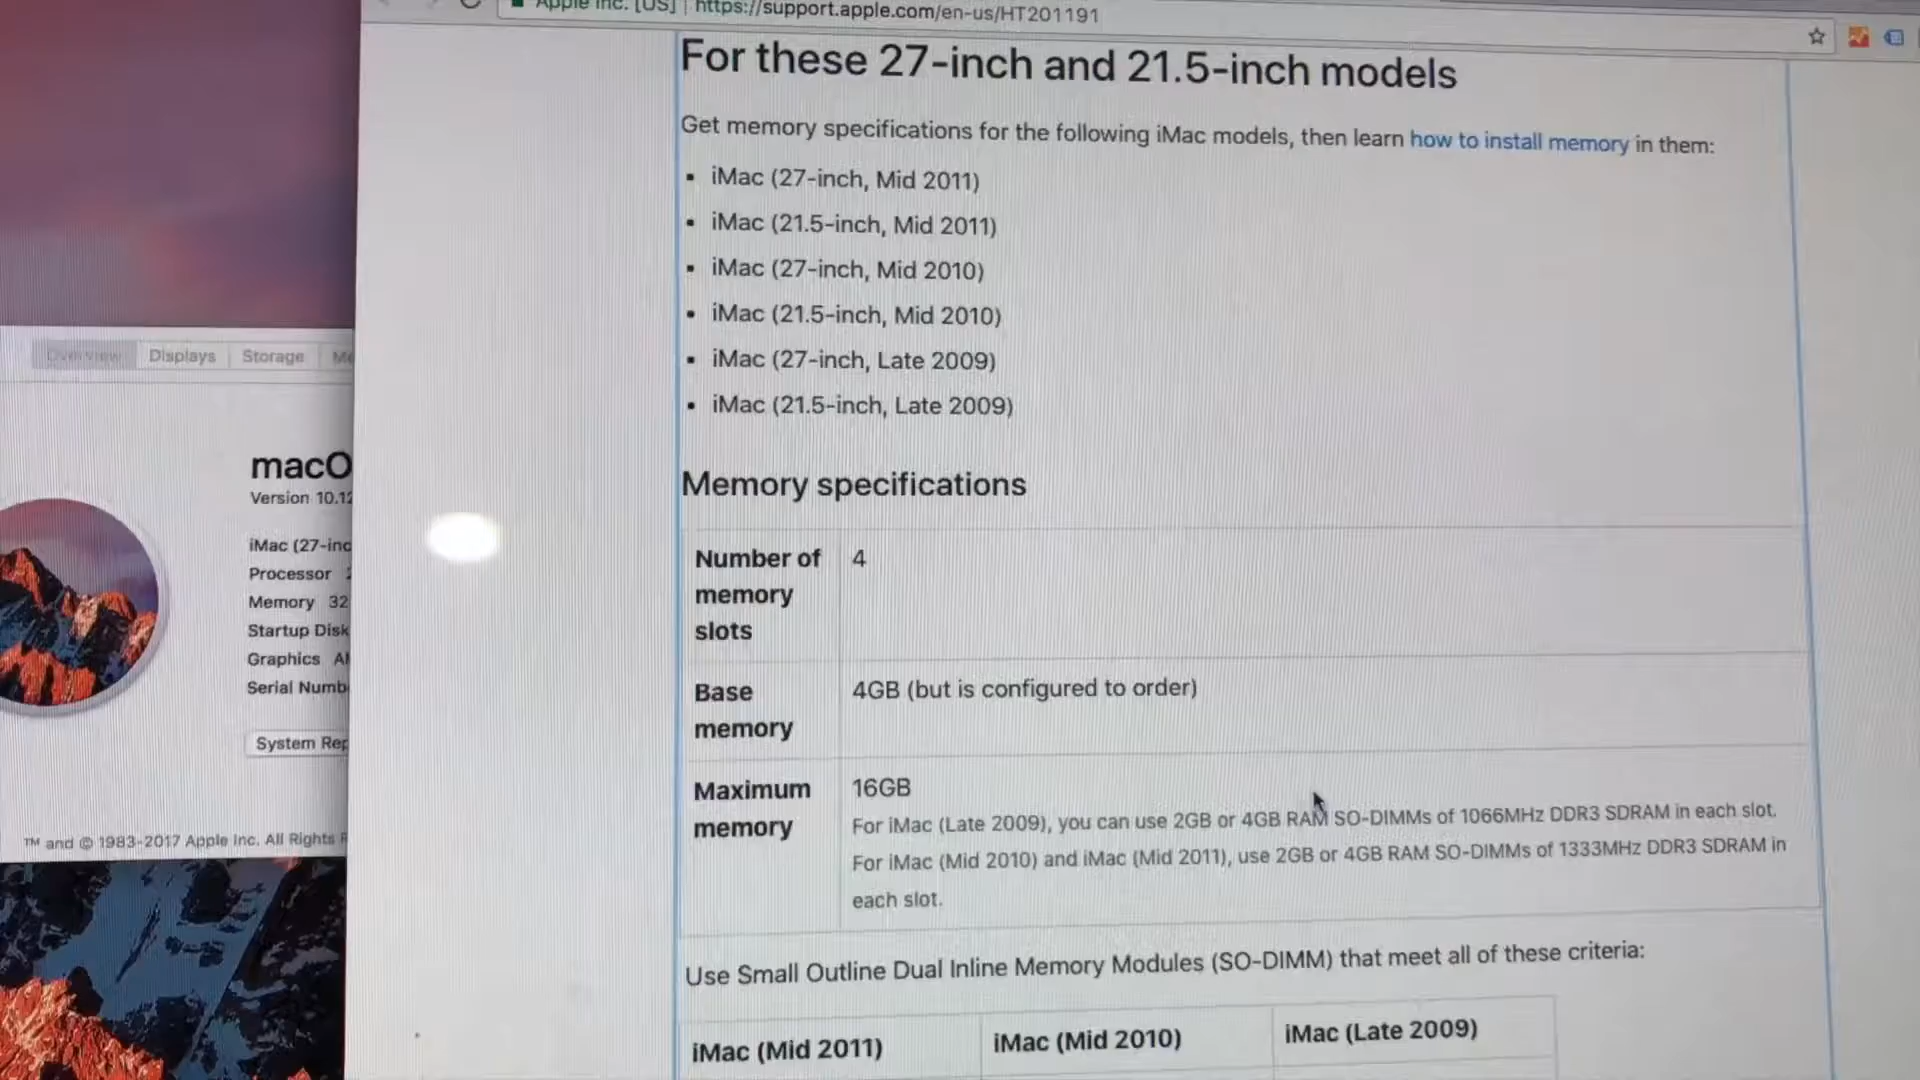 Apple Inc. [US] | https://support.apple.com/en-us/HT201191
For these 27-inch and 21.5-inch models
Get memory specifications for the following iMac models, then learn how to install memory in them:
▪ iMac (27-inch, Mid 2011)
▪ iMac (21.5-inch, Mid 2011)
▪ iMac (27-inch, Mid 2010)
▪ iMac (21.5-inch, Mid 2010)
▪ iMac (27-inch, Late 2009)
▪ iMac (21.5-inch, Late 2009)
Memory specifications
Number of 4
memory
slots
Base 4GB (but is configured to order)
memory
Maximum 16GB
memory
For iMac (Late 2009), you can use 2GB or 4GB RAM SO-DIMMs of 1066MHz DDR3 SDRAM in each slot.
For iMac (Mid 2010) and iMac (Mid 2011), use 2GB or 4GB RAM SO-DIMMs of 1333MHz DDR3 SDRAM in
each slot.
Use Small Outline Dual Inline Memory Modules (SO-DIMM) that meet all of these criteria:
iMac (Mid 2011) iMac (Mid 2010) iMac (Late 2009)
Overview Displays Storage Me
macO
Version 10.12
iMac (27-inc
Processor
Memory 32
Startup Disk
Graphics
Serial Numb
System Rep
™ and © 1983-2017 Apple Inc. All Rights R